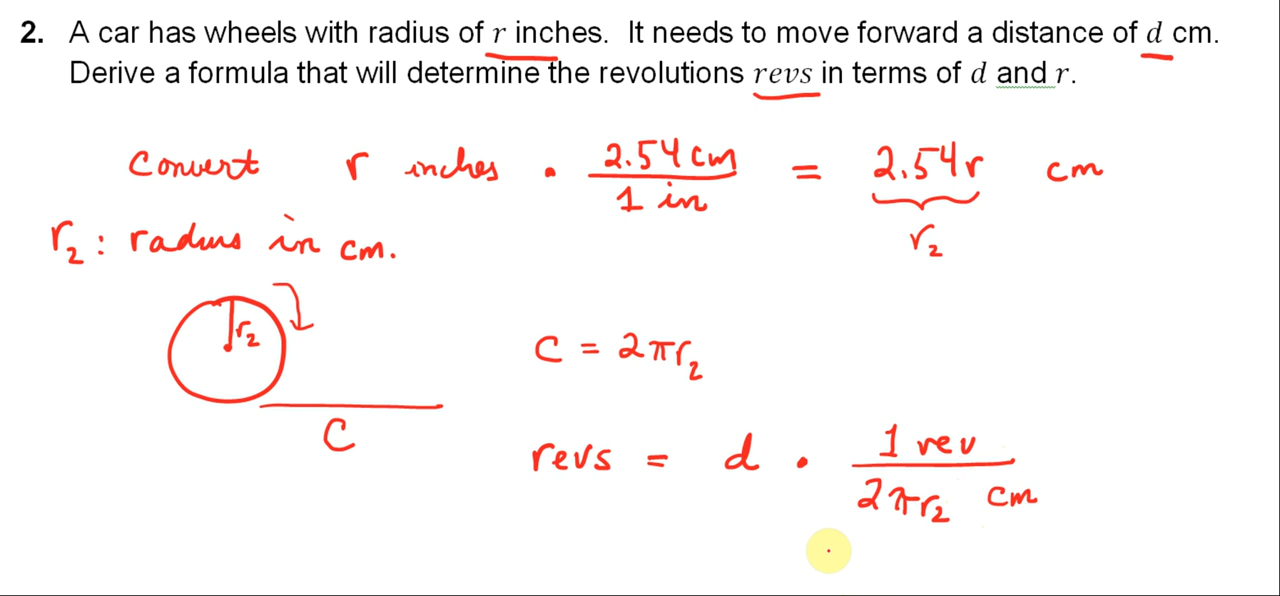 2. A car has wheels with radius of r inches. It needs to move forward a distance of d cm.
Derive a formula that will determine the revolutions revs in terms of d and r.
Convert r inches · 2.54 cm / 1 in = 2.54r cm
r₂
r₂ : radius in cm.
r₂
C = 2πr₂
C
revs = d · 1 rev / 2πr₂ cm